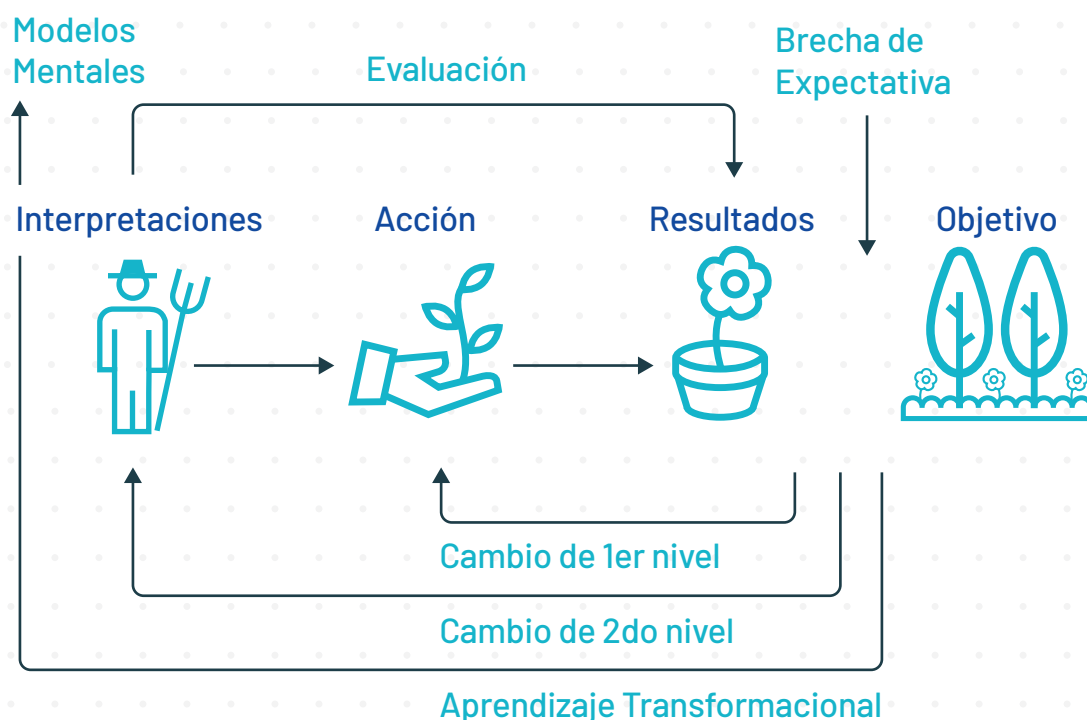 Modelos
Mentales
Evaluación
Brecha de
Expectativa
Interpretaciones
Acción
Resultados
Objetivo
Cambio de 1er nivel
Cambio de 2do nivel
Aprendizaje Transformacional